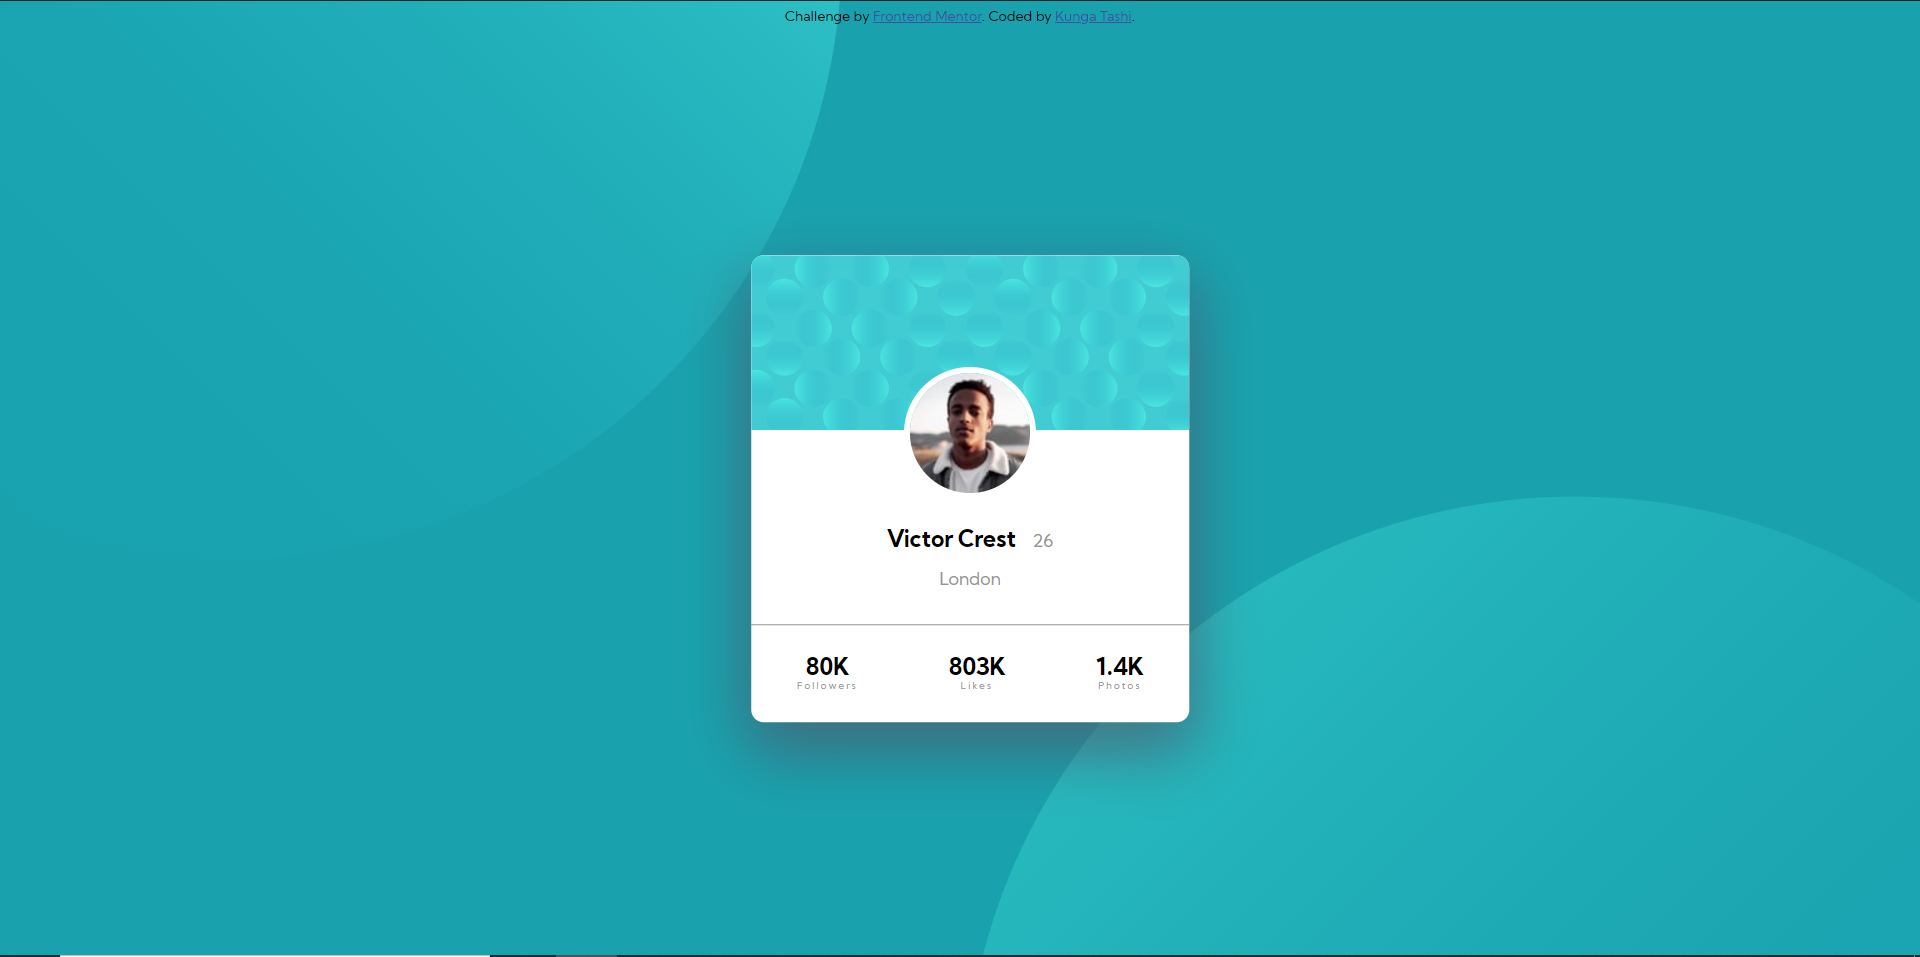 Challenge by Frontend Mentor. Coded by Kunga Tashi.
Victor Crest 26
London
80K 803K 1.4K
Followers Likes Photos